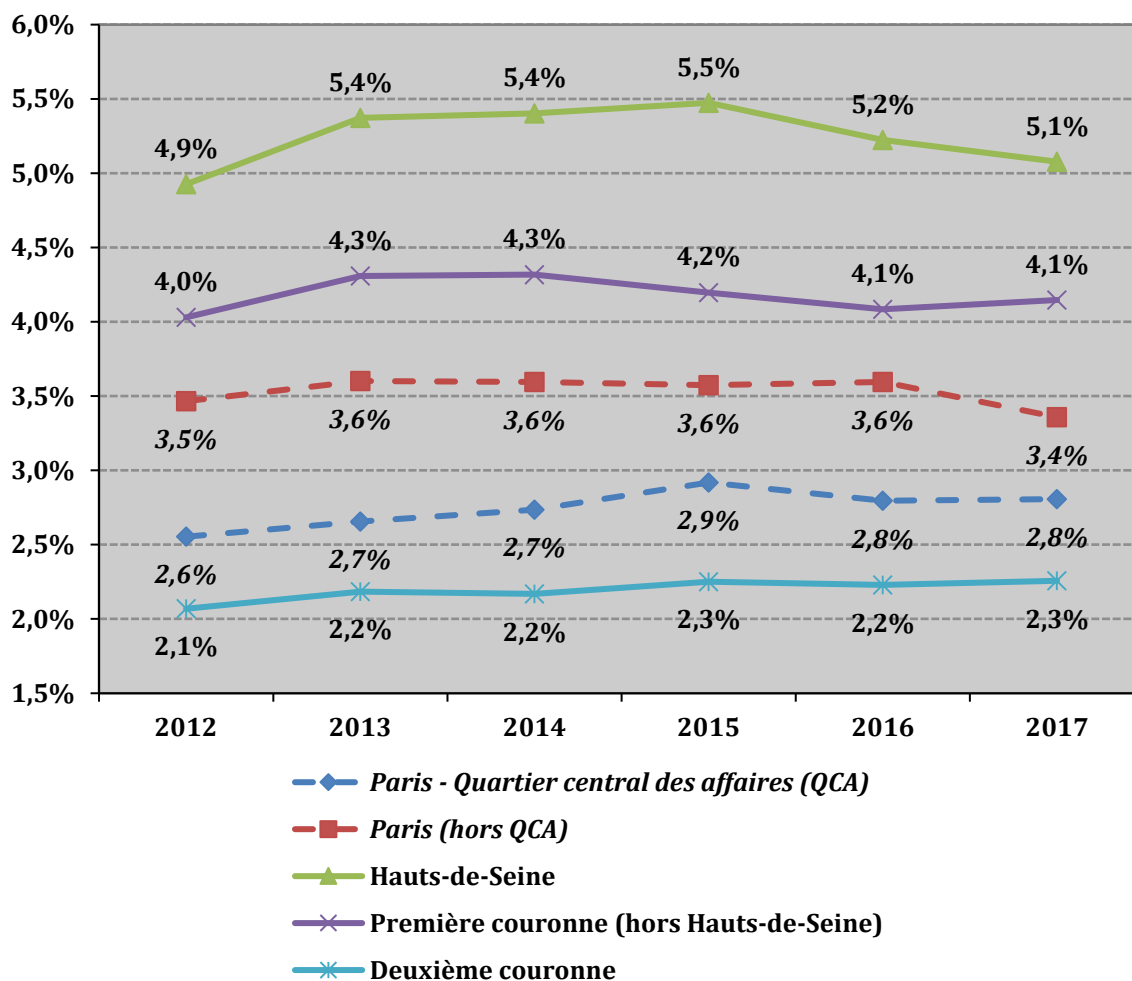 6,0%
5,5%
5,0%
4,5%
4,0%
3,5%
3,0%
2,5%
2,0%
1,5%
4,9% 5,4% 5,4% 5,5% 5,2% 5,1%
4,0% 4,3% 4,3% 4,2% 4,1% 4,1%
3,5% 3,6% 3,6% 3,6% 3,6% 3,4%
2,6% 2,7% 2,7% 2,9% 2,8% 2,8%
2,1% 2,2% 2,2% 2,3% 2,2% 2,3%
2012 2013 2014 2015 2016 2017
Paris - Quartier central des affaires (QCA)
Paris (hors QCA)
Hauts-de-Seine
Première couronne (hors Hauts-de-Seine)
Deuxième couronne